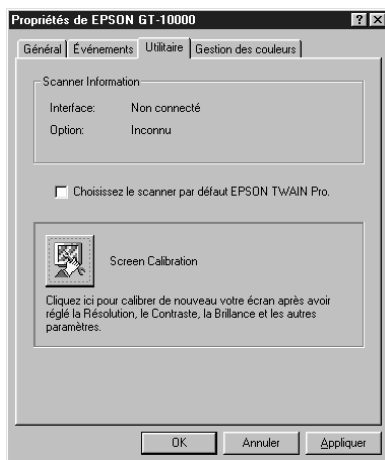 Propriétés de EPSON GT-10000
Général Événements Utilitaire Gestion des couleurs
Scanner Information
Interface: Non connecté
Option: Inconnu
Choisissez le scanner par défaut EPSON TWAIN Pro.
Screen Calibration
Cliquez ici pour calibrer de nouveau votre écran après avoir
réglé la Résolution, le Contraste, la Brillance et les autres
paramètres.
OK Annuler Appliquer